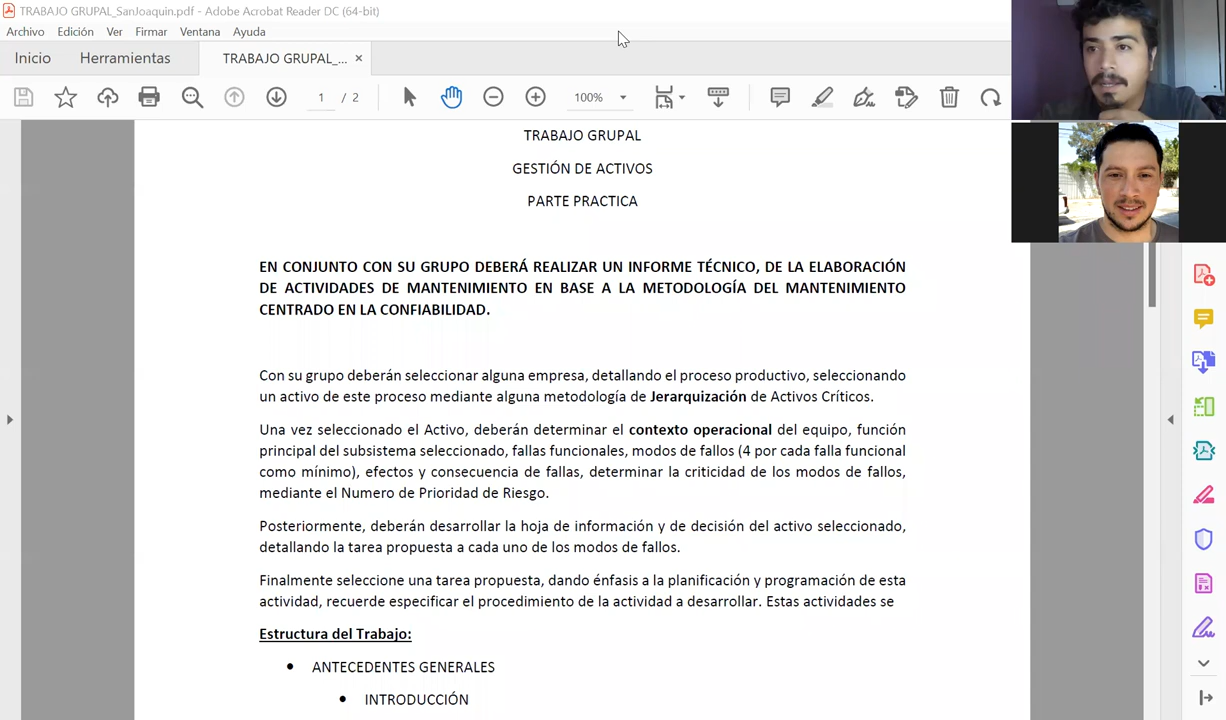 TRABAJO GRUPAL_SanJoaquin.pdf - Adobe Acrobat Reader DC (64-bit)
Archivo Edición Ver Firmar Ventana Ayuda
Inicio Herramientas TRABAJO GRUPAL_... ×
1 / 2 100%
TRABAJO GRUPAL
GESTIÓN DE ACTIVOS
PARTE PRACTICA
EN CONJUNTO CON SU GRUPO DEBERÁ REALIZAR UN INFORME TÉCNICO, DE LA ELABORACIÓN
DE ACTIVIDADES DE MANTENIMIENTO EN BASE A LA METODOLOGÍA DEL MANTENIMIENTO
CENTRADO EN LA CONFIABILIDAD.
Con su grupo deberán seleccionar alguna empresa, detallando el proceso productivo, seleccionando
un activo de este proceso mediante alguna metodología de Jerarquización de Activos Críticos.
Una vez seleccionado el Activo, deberán determinar el contexto operacional del equipo, función
principal del subsistema seleccionado, fallas funcionales, modos de fallos (4 por cada falla funcional
como mínimo), efectos y consecuencia de fallas, determinar la criticidad de los modos de fallos,
mediante el Numero de Prioridad de Riesgo.
Posteriormente, deberán desarrollar la hoja de información y de decisión del activo seleccionado,
detallando la tarea propuesta a cada uno de los modos de fallos.
Finalmente seleccione una tarea propuesta, dando énfasis a la planificación y programación de esta
actividad, recuerde especificar el procedimiento de la actividad a desarrollar. Estas actividades se
Estructura del Trabajo:
• ANTECEDENTES GENERALES
• INTRODUCCIÓN